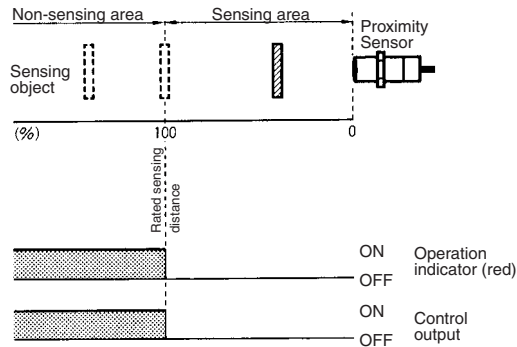 Non-sensing area
Sensing area
Proximity
Sensor
Sensing
object
(%)
100
0
Rated sensing
distance
ON
OFF
Operation
indicator (red)
ON
OFF
Control
output